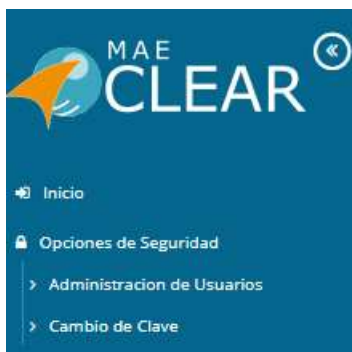 MAE
CLEAR
Inicio
Opciones de Seguridad
Administracion de Usuarios
Cambio de Clave